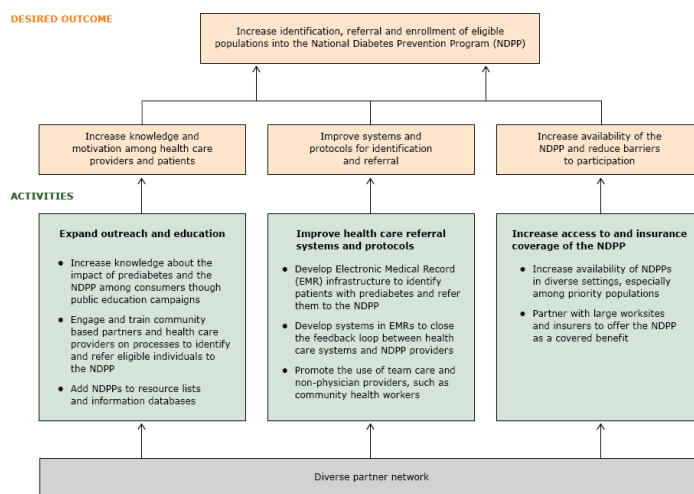 DESIRED OUTCOME
Increase identification, referral and enrollment of eligible
populations into the National Diabetes Prevention Program (NDPP)
Increase knowledge and
motivation among health care
providers and patients
Improve systems and
protocols for identification
and referral
Increase availability of the
NDPP and reduce barriers
to participation
ACTIVITIES
Expand outreach and education
● Increase knowledge about the
impact of prediabetes and the
NDPP among consumers though
public education campaigns
● Engage and train community
based partners and health care
providers on processes to identify
and refer eligible individuals to
the NDPP
● Add NDPPs to resource lists
and information databases
Improve health care referral
systems and protocols
● Develop Electronic Medical Record
(EMR) infrastructure to identify
patients with prediabetes and refer
them to the NDPP
● Develop systems in EMRs to close
the feedback loop between health
care systems and NDPP providers
● Promote the use of team care and
non-physician providers, such as
community health workers
Increase access to and insurance
coverage of the NDPP
● Increase availability of NDPPs
in diverse settings, especially
among priority populations
● Partner with large worksites
and insurers to offer the NDPP
as a covered benefit
Diverse partner network